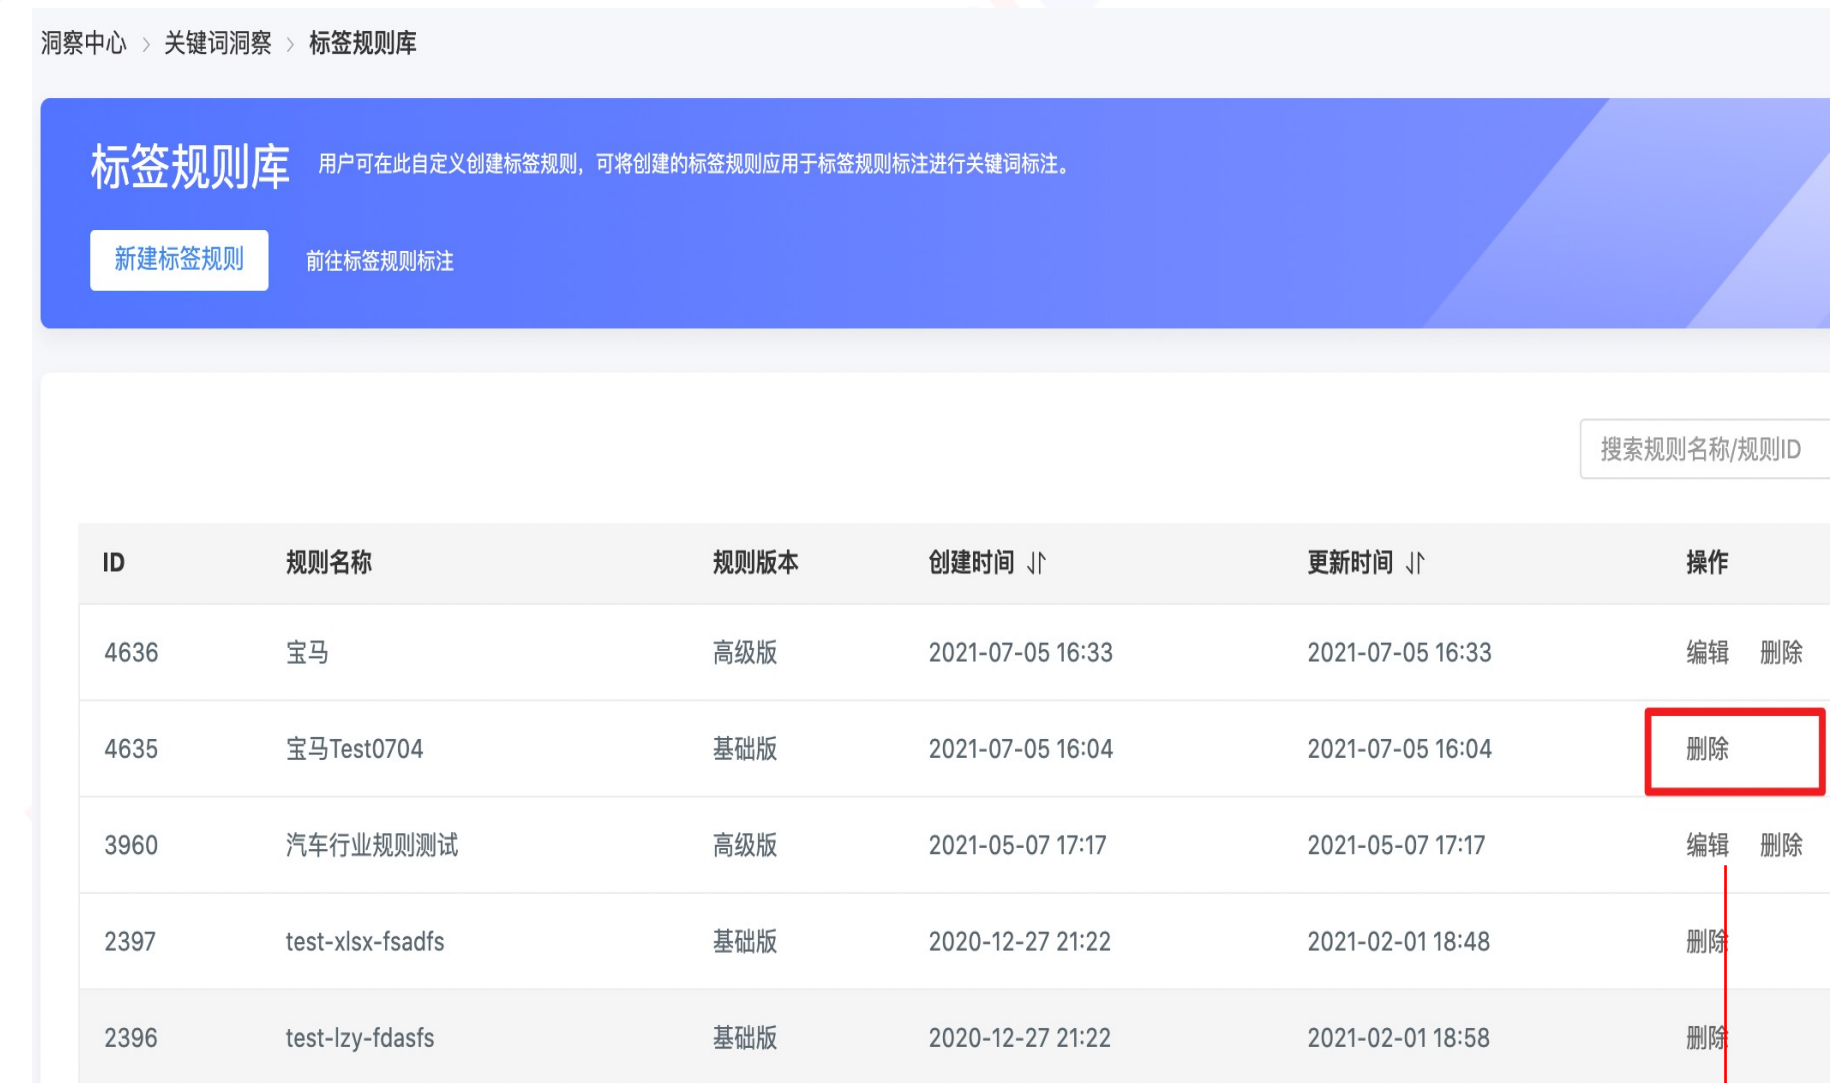 洞察中心 > 关键词洞察 > 标签规则库
标签规则库 用户可在此自定义创建标签规则，可将创建的标签规则应用于标签规则标注进行关键词标注。
新建标签规则 前往标签规则标注
搜索规则名称/规则ID
ID 规则名称 规则版本 创建时间 更新时间 操作
4636 宝马 高级版 2021-07-05 16:33 2021-07-05 16:33 编辑 删除
4635 宝马Test0704 基础版 2021-07-05 16:04 2021-07-05 16:04 删除
3960 汽车行业规则测试 高级版 2021-05-07 17:17 2021-05-07 17:17 编辑 删除
2397 test-xlsx-fsadfs 基础版 2020-12-27 21:22 2021-02-01 18:48 删除
2396 test-lzy-fdasfs 基础版 2020-12-27 21:22 2021-02-01 18:58 删除